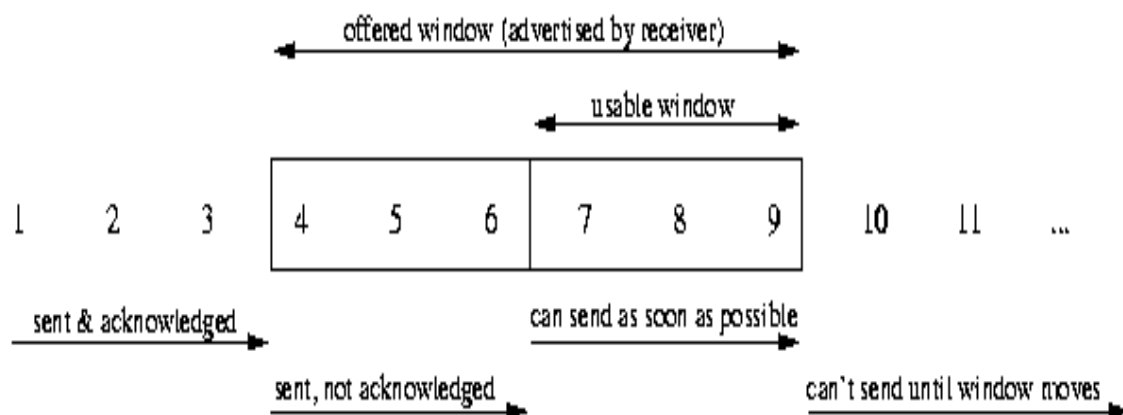 offered window (advertised by receiver)
usable window
1 2 3 4 5 6 7 8 9 10 11 ...
sent & acknowledged
can send as soon as possible
sent, not acknowledged
can't send until window moves